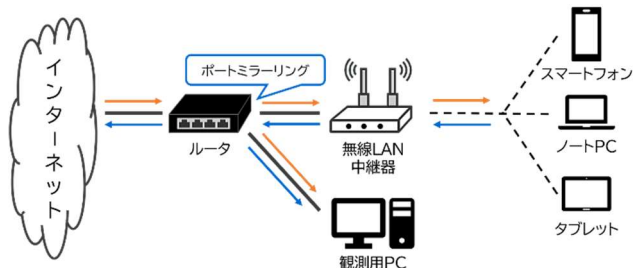 インターネット
ポートミラーリング
ルータ
無線LAN
中継器
観測用PC
スマートフォン
ノートPC
タブレット